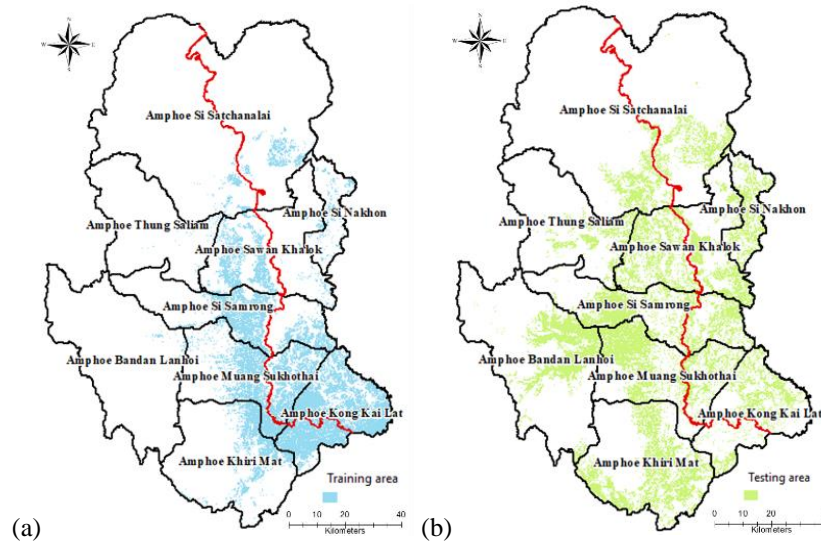 N
W E
S
Amphoe Si Satchanalai
Amphoe Si Nakhon
Amphoe Thung Saliam
Amphoe Sawan Khalok
Amphoe Si Samrong
Amphoe Bandan Lanhoi
Amphoe Muang Sukhothai
Amphoe Kong Kai Lat
Amphoe Khiri Mat
Training area
0 5 10 20 30 40
Kilometers
(a)
N
W E
S
Amphoe Si Satchanalai
Amphoe Si Nakhon
Amphoe Thung Saliam
Amphoe Sawan Khalok
Amphoe Si Samrong
Amphoe Bandan Lanhoi
Amphoe Muang Sukhothai
Amphoe Kong Kai Lat
Amphoe Khiri Mat
Testing area
0 5 10 20
Kilometers
(b)